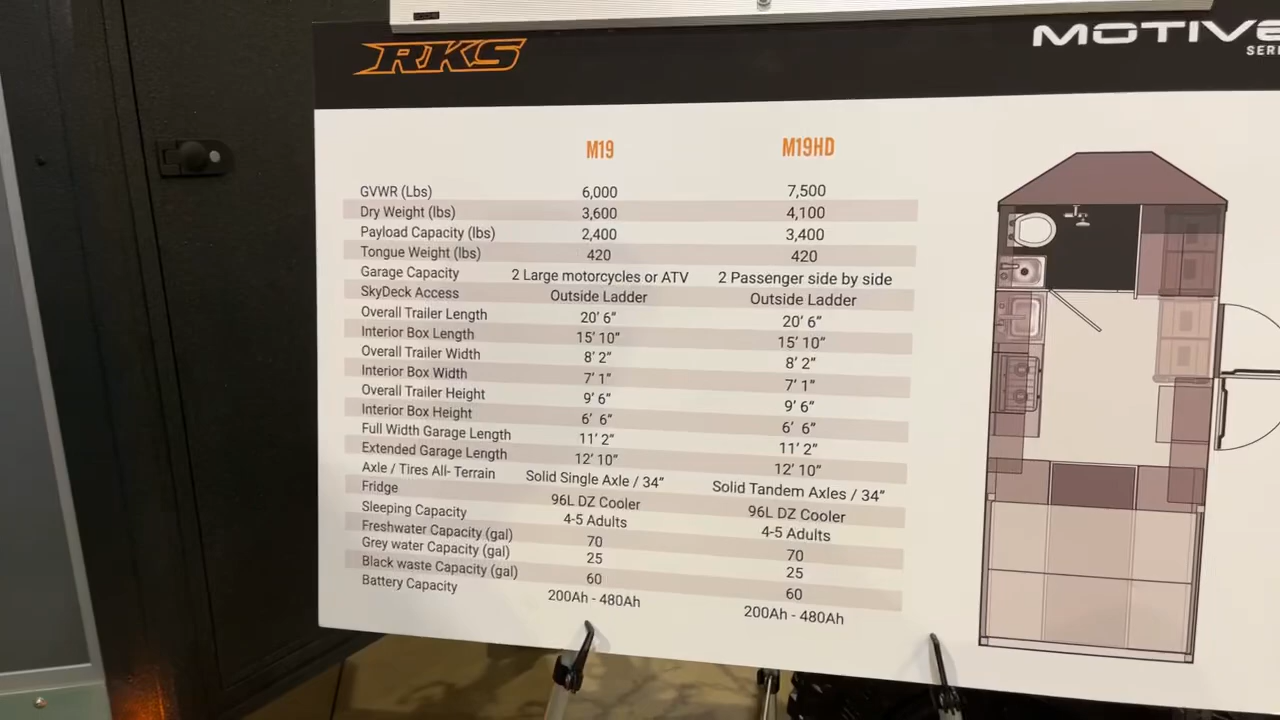 RKS
MOTIVE
SERI
M19 M19HD
GVWR (Lbs) 6,000 7,500
Dry Weight (lbs) 3,600 4,100
Payload Capacity (lbs) 2,400 3,400
Tongue Weight (lbs) 420 420
Garage Capacity 2 Large motorcycles or ATV 2 Passenger side by side
SkyDeck Access Outside Ladder Outside Ladder
Overall Trailer Length 20' 6" 20' 6"
Interior Box Length 15' 10" 15' 10"
Overall Trailer Width 8' 2" 8' 2"
Interior Box Width 7' 1" 7' 1"
Overall Trailer Height 9' 6" 9' 6"
Interior Box Height 6' 6" 6' 6"
Full Width Garage Length 11' 2" 11' 2"
Extended Garage Length 12' 10" 12' 10"
Axle / Tires All- Terrain Solid Single Axle / 34" Solid Tandem Axles / 34"
Fridge 96L DZ Cooler 96L DZ Cooler
Sleeping Capacity 4-5 Adults 4-5 Adults
Freshwater Capacity (gal) 70 70
Grey water Capacity (gal) 25 25
Black waste Capacity (gal) 60 60
Battery Capacity 200Ah - 480Ah 200Ah - 480Ah